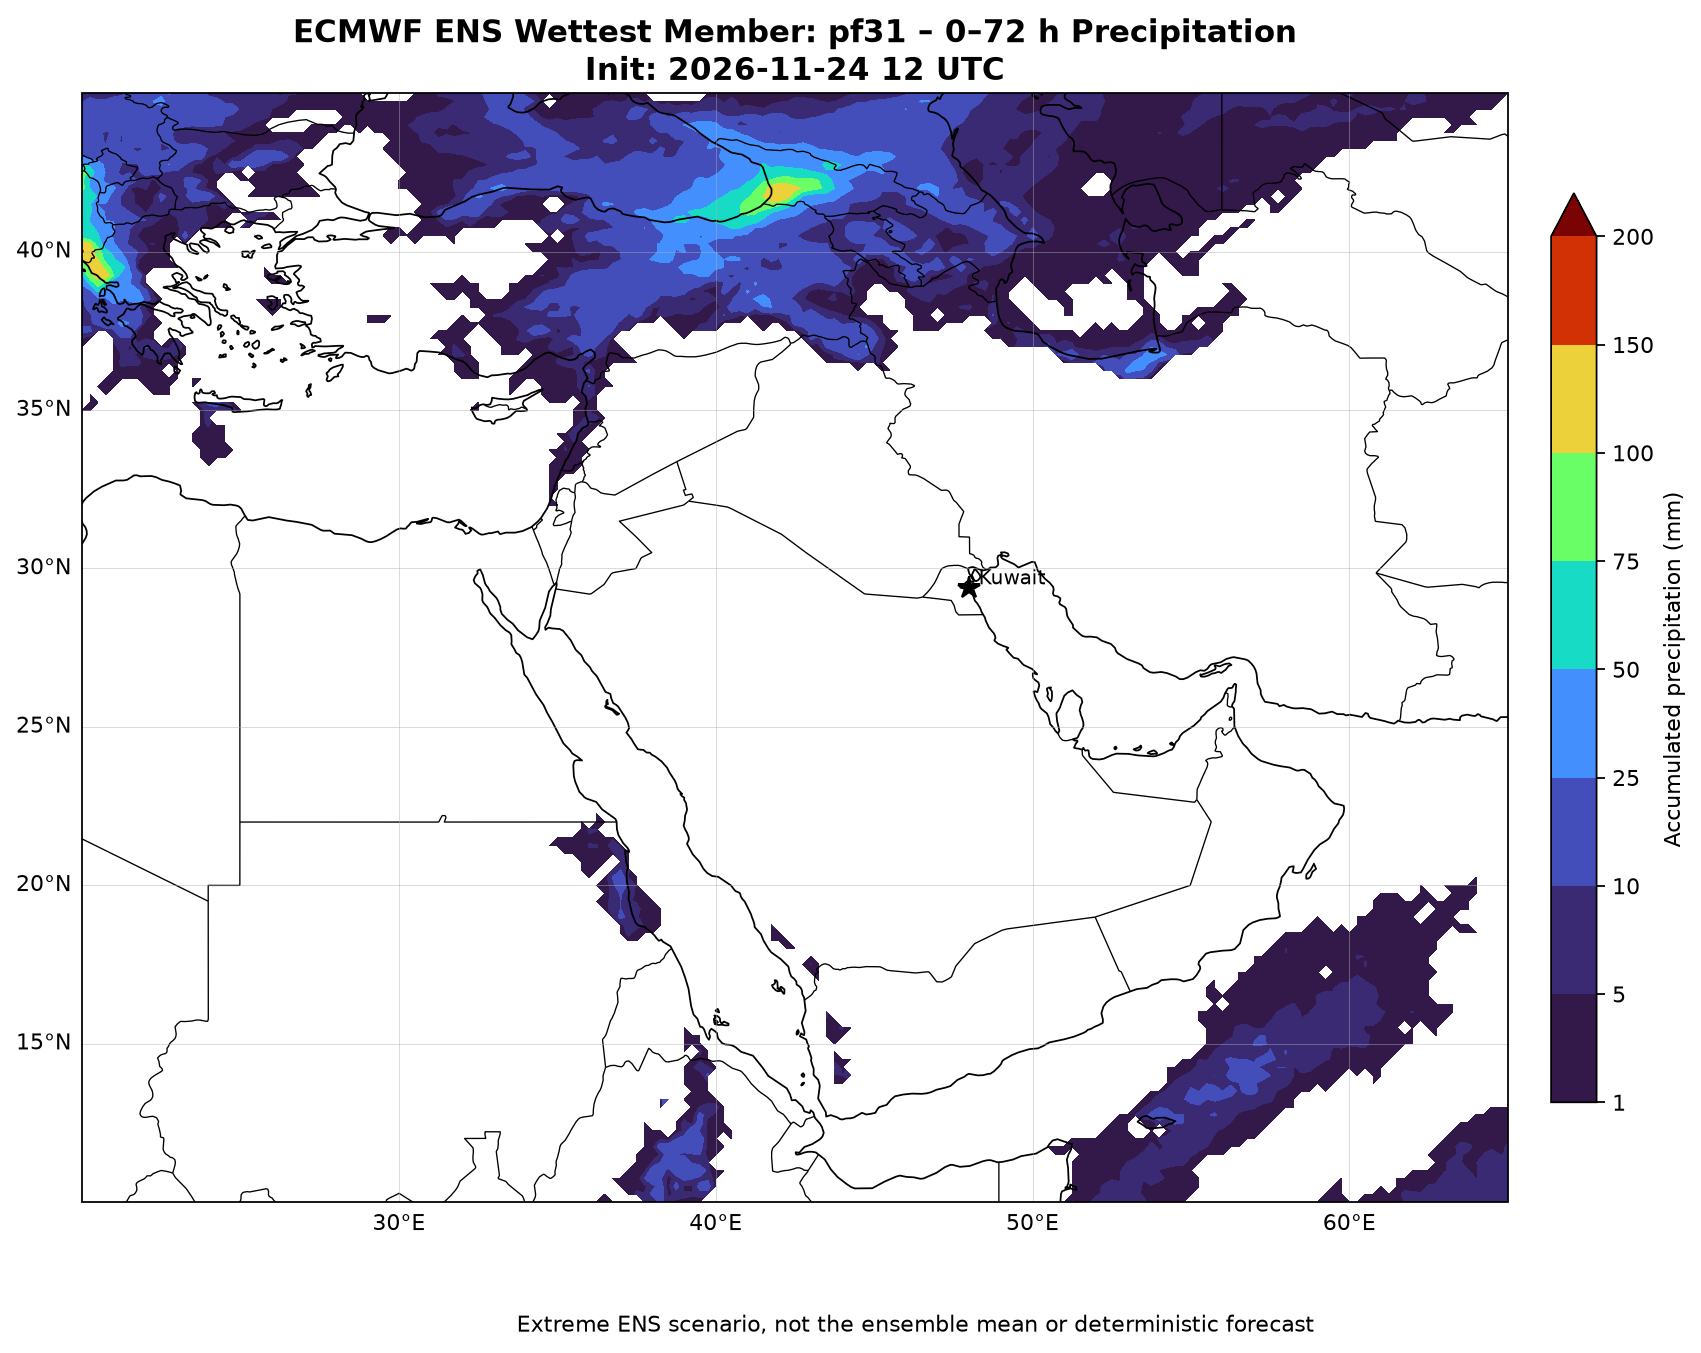 ECMWF ENS Wettest Member: pf31 – 0–72 h Precipitation
Init: 2026-11-24 12 UTC
40°N
35°N
30°N
25°N
20°N
15°N
30°E
40°E
50°E
60°E
Kuwait
200
150
100
75
50
25
10
5
1
Accumulated precipitation (mm)
Extreme ENS scenario, not the ensemble mean or deterministic forecast